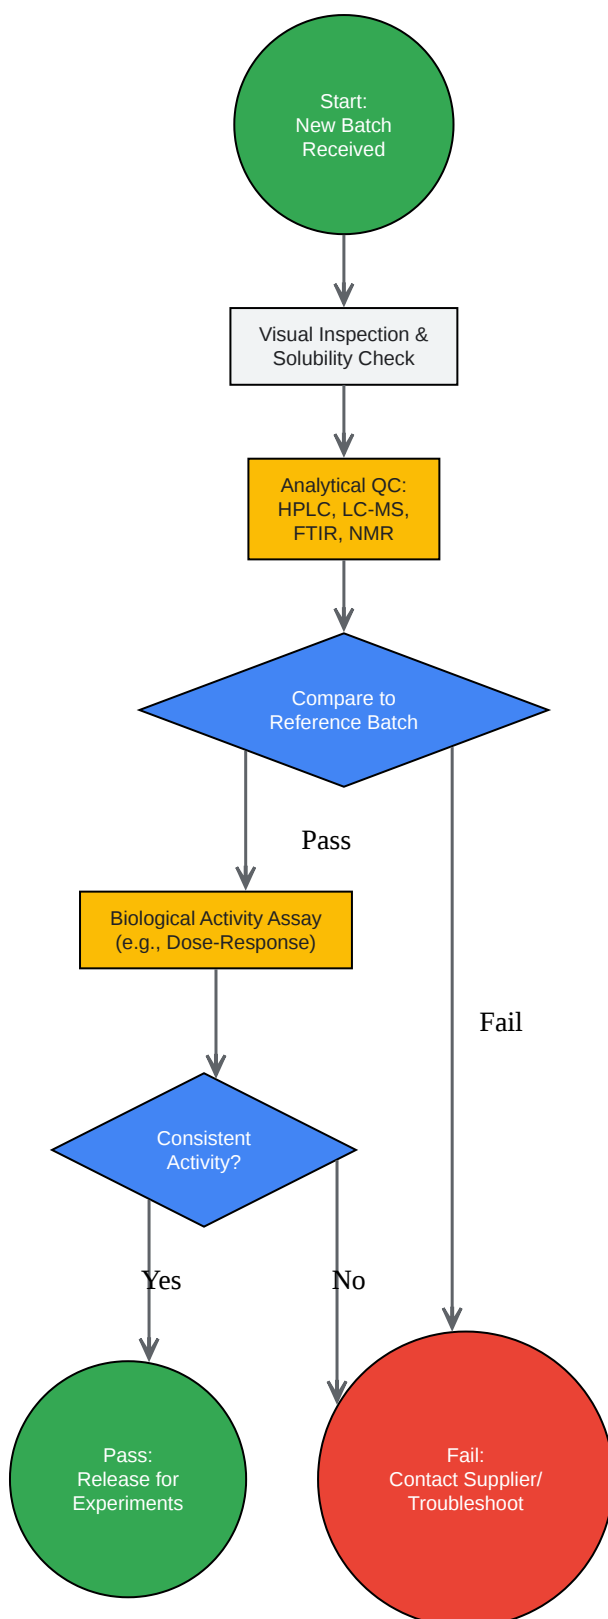 Start:
New Batch
Received
Visual Inspection &
Solubility Check
Analytical QC:
HPLC, LC-MS,
FTIR, NMR
Compare to
Reference Batch
Pass
Biological Activity Assay
(e.g., Dose-Response)
Fail
Consistent
Activity?
Yes
No
Pass:
Release for
Experiments
Fail:
Contact Supplier/
Troubleshoot